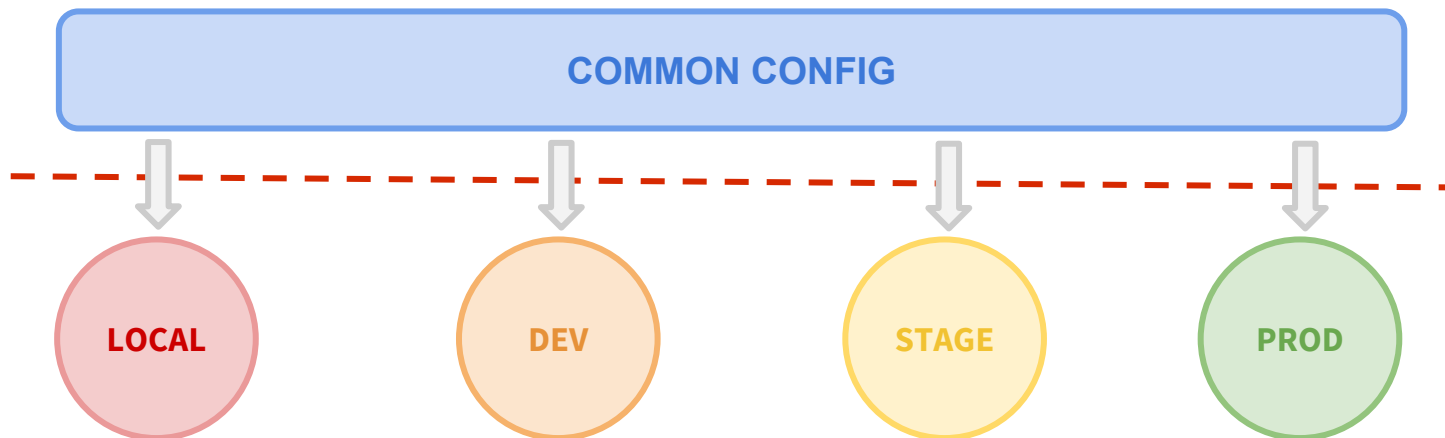 COMMON CONFIG
LOCAL
DEV
STAGE
PROD